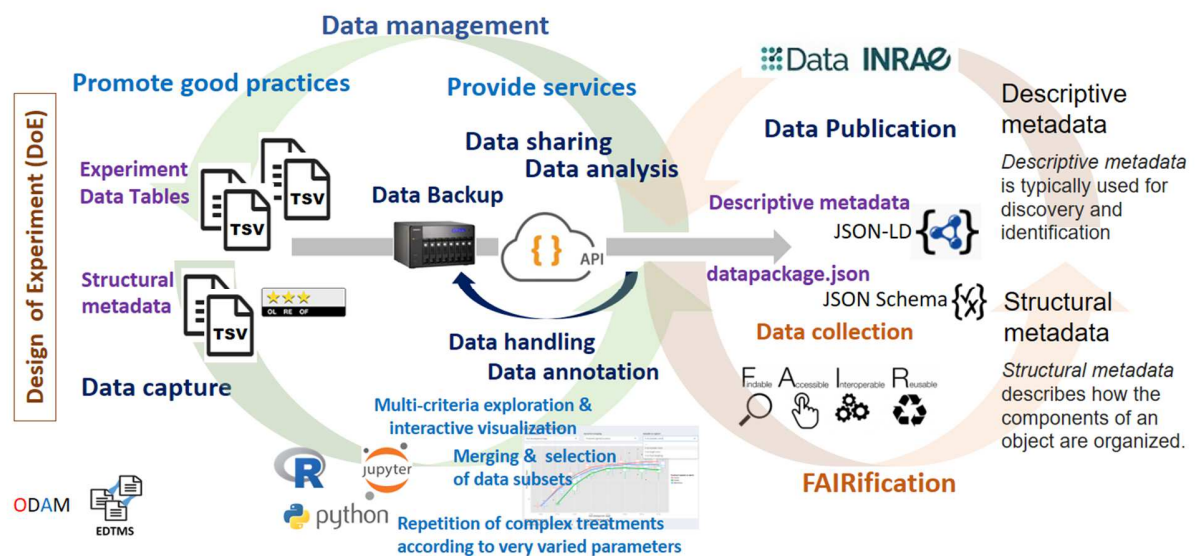 Data management
Promote good practices
Provide services
Data INRAE
Design of Experiment (DoE)
Experiment
Data Tables
TSV
TSV
Structural
metadata
TSV
OL RE OF
Data capture
Data sharing
Data analysis
Data Backup
{ }
API
Data handling
Data annotation
Multi-criteria exploration &
interactive visualization
Merging & selection
of data subsets
Repetition of complex treatments
according to very varied parameters
R
jupyter
python
ODAM
EDTMS
Data Publication
Descriptive metadata
JSON-LD
datapackage.json
JSON Schema
Data collection
Findable Accessible Interoperable Reusable
FAIRification
Descriptive
metadata
Descriptive metadata
is typically used for
discovery and
identification
Structural
metadata
Structural metadata
describes how the
components of an
object are organized.